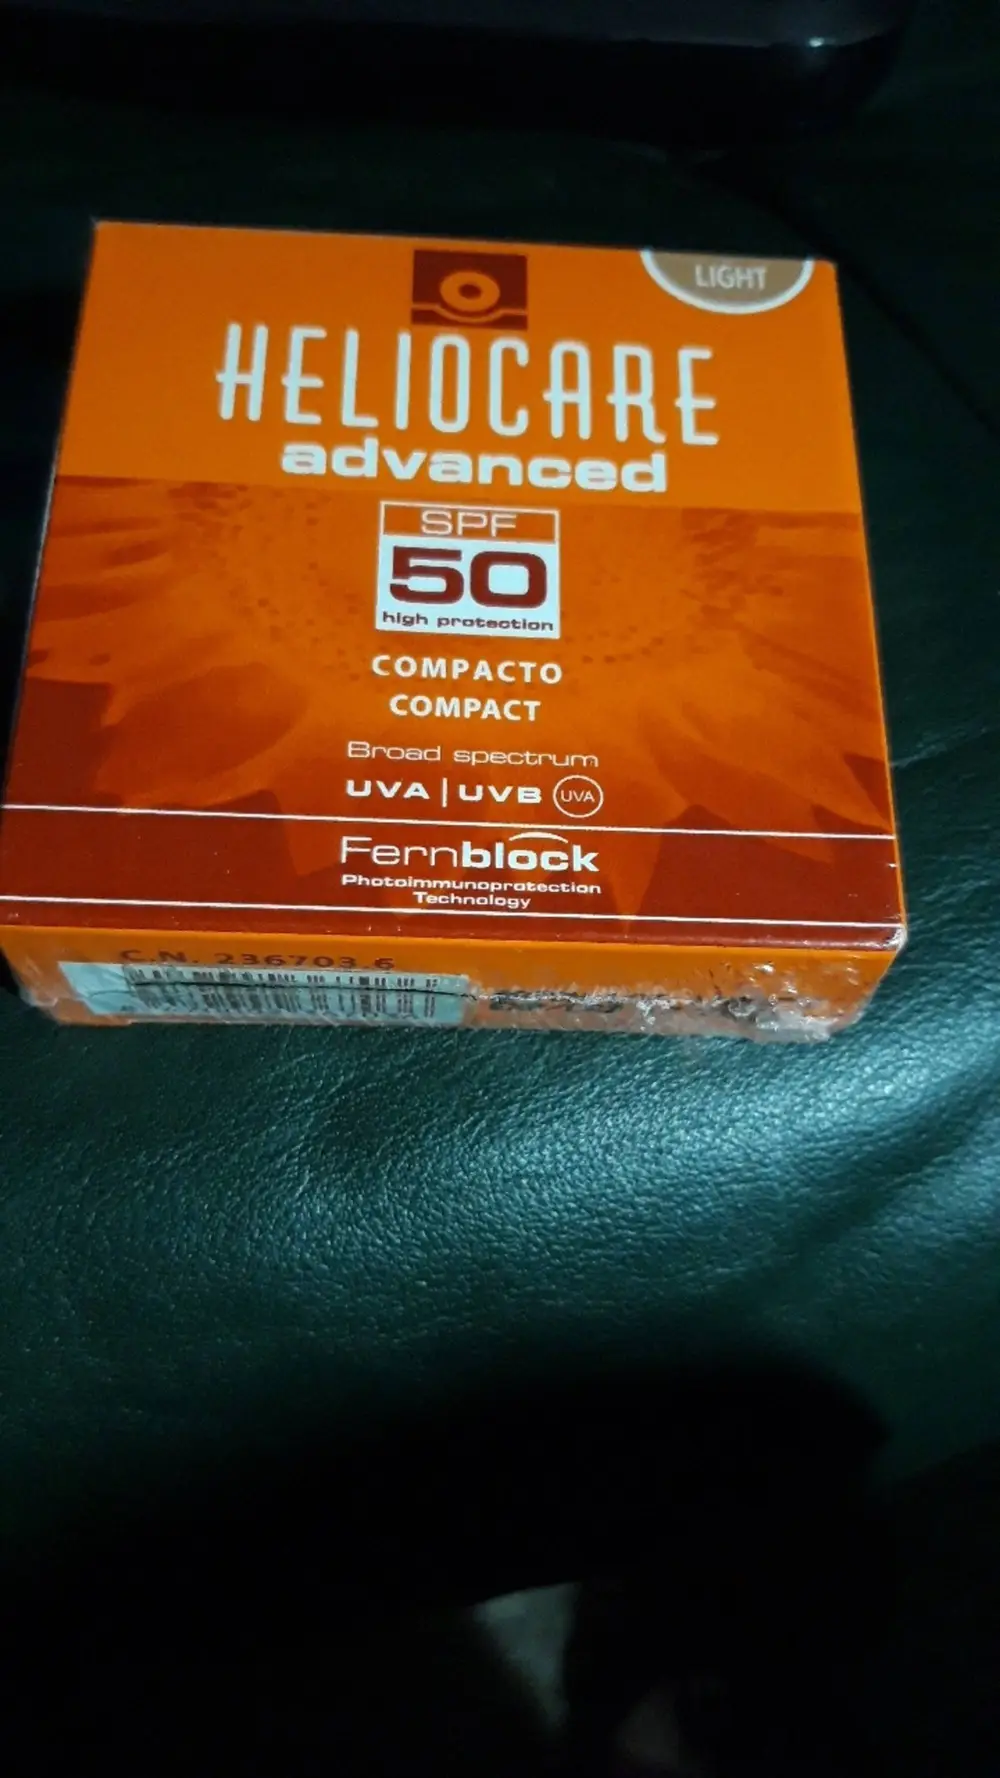 LIGHT
HELIOCARE
advanced
SPF
50
high protection
COMPACTO
COMPACT
Broad spectrum
UVA | UVB UVA
Fernblock
Photoimmunoprotection
Technology
C.N. 236703.6